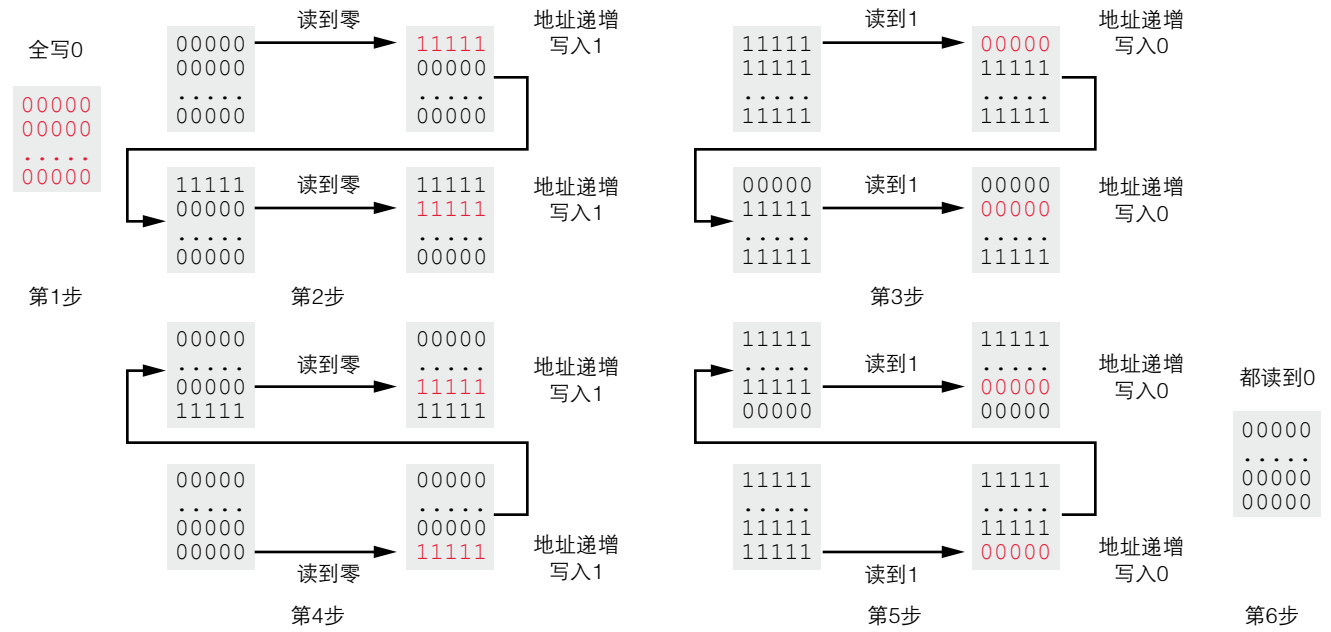 全写0
00000
00000
.....
00000
第1步
00000
00000
.....
00000
读到零
11111
00000
.....
00000
地址递增
写入1
11111
00000
.....
00000
读到零
11111
11111
.....
00000
地址递增
写入1
第2步
11111
11111
.....
11111
读到1
00000
11111
.....
11111
地址递增
写入0
00000
11111
.....
11111
读到1
00000
00000
.....
11111
地址递增
写入0
第3步
00000
.....
00000
11111
读到零
00000
.....
11111
11111
地址递增
写入1
00000
.....
00000
00000
读到零
00000
.....
00000
11111
地址递增
写入1
第4步
11111
.....
11111
00000
读到1
11111
.....
00000
00000
地址递增
写入0
11111
.....
11111
11111
读到1
11111
.....
11111
00000
地址递增
写入0
第5步
都读到0
00000
.....
00000
00000
第6步